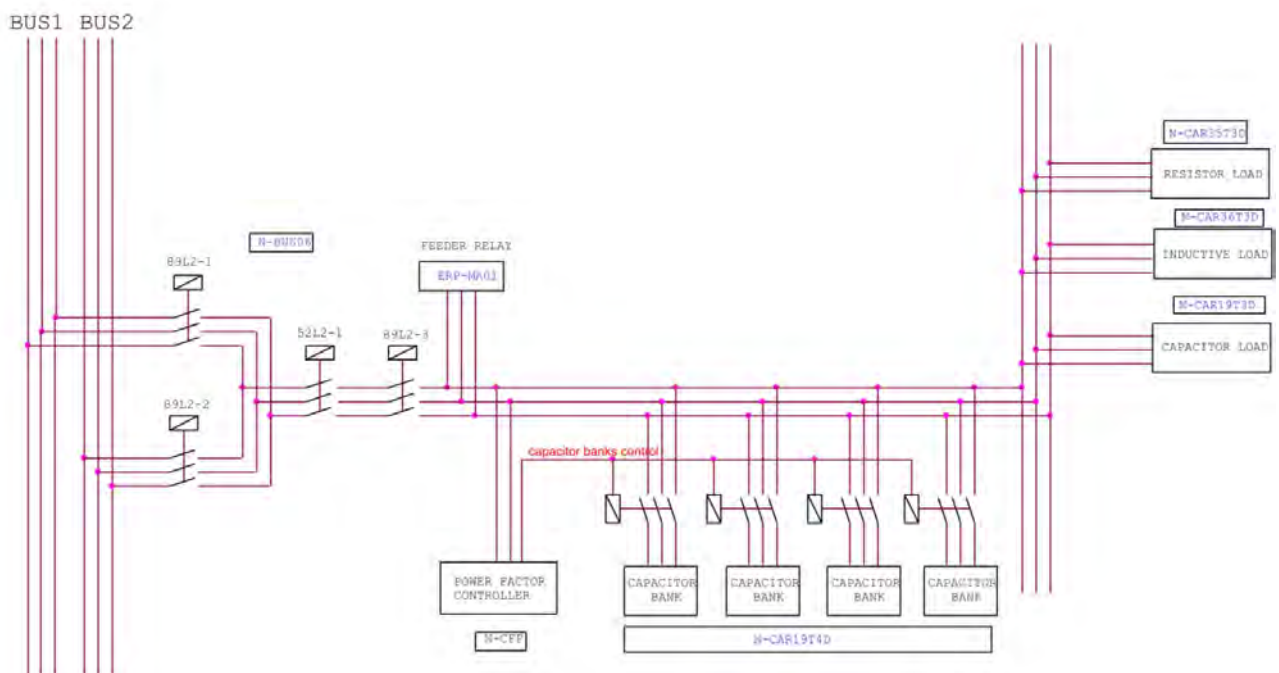 BUS1 BUS2
N-CAR35T3D
RESISTOR LOAD
N-CAR36T3D
INDUCTIVE LOAD
N-CAR19T3D
CAPACITOR LOAD
N-BUS06
FEEDER RELAY
ERP-MA01
89L2-1
52L2-1
89L2-3
89L2-2
capacitor banks control
POWER FACTOR
CONTROLLER
CAPACITOR
BANK
CAPACITOR
BANK
CAPACITOR
BANK
CAPACITOR
BANK
N-CAR19T4D